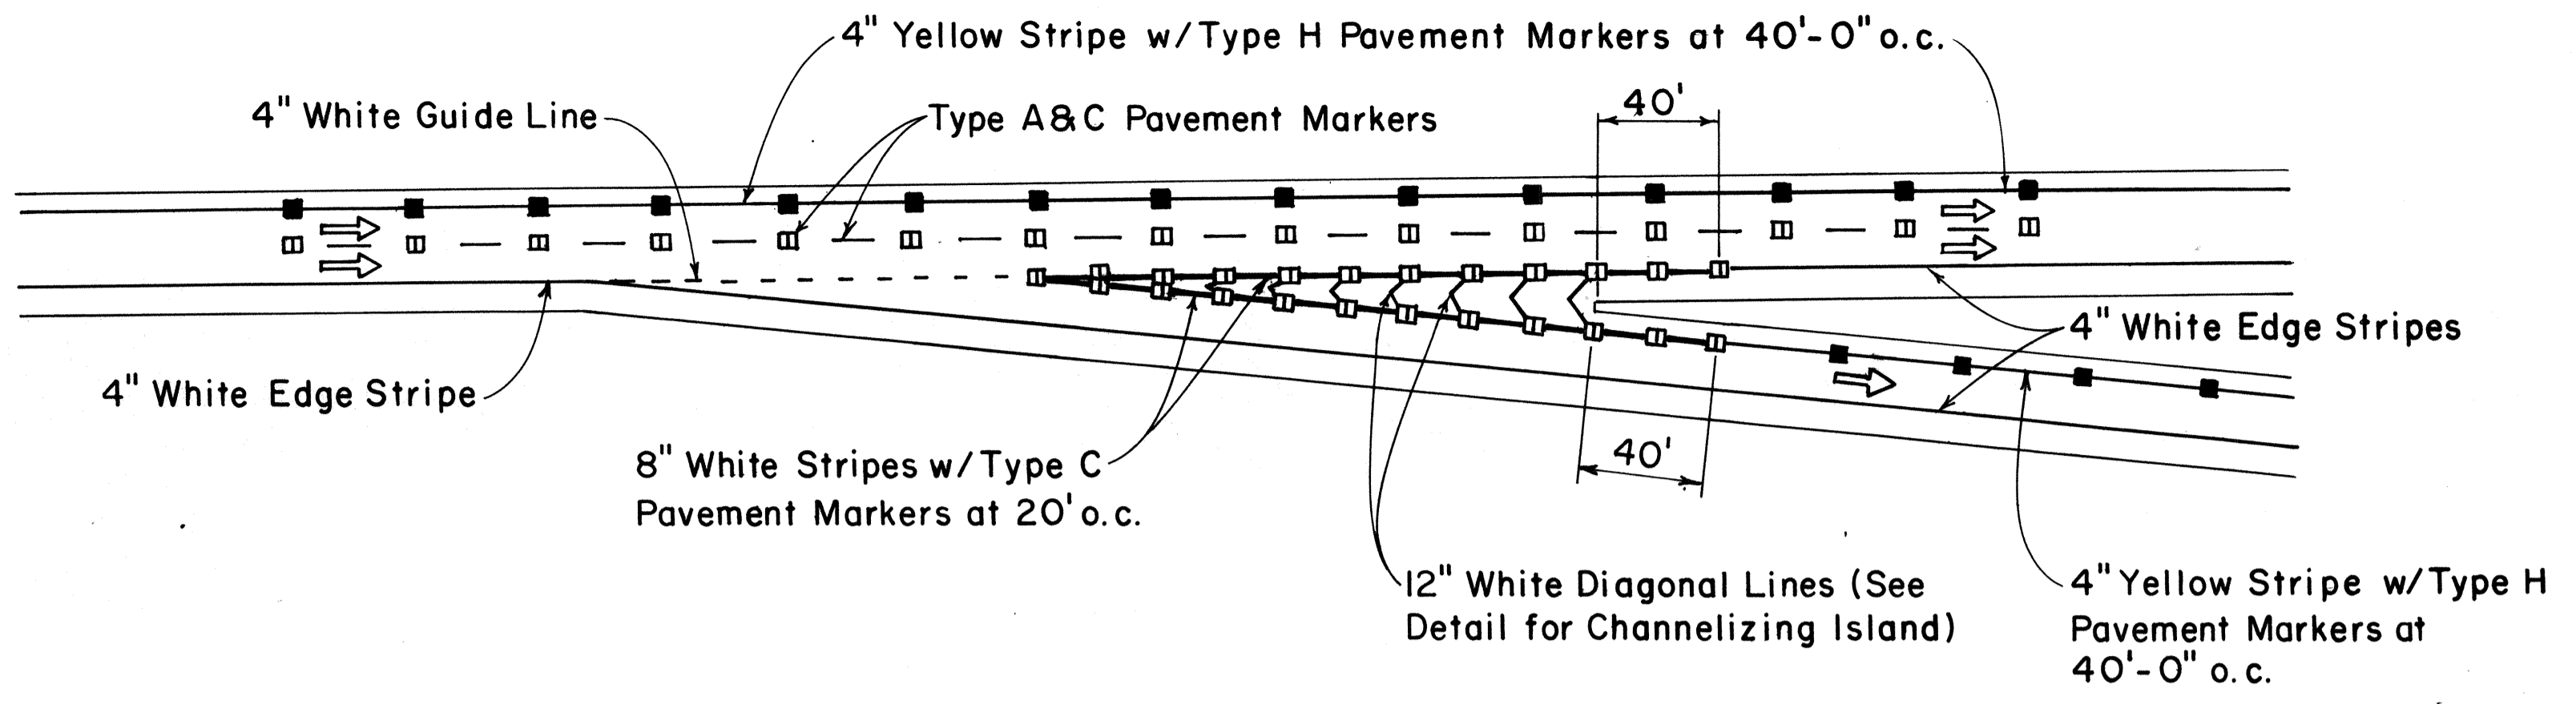 4" Yellow Stripe w/Type H Pavement Markers at 40'-0" o.c.
4" White Guide Line
Type A&C Pavement Markers
40'
4" White Edge Stripes
4" White Edge Stripe
8" White Stripes w/Type C
Pavement Markers at 20' o.c.
40'
12" White Diagonal Lines (See
Detail for Channelizing Island)
4" Yellow Stripe w/Type H
Pavement Markers at
40'-0" o.c.